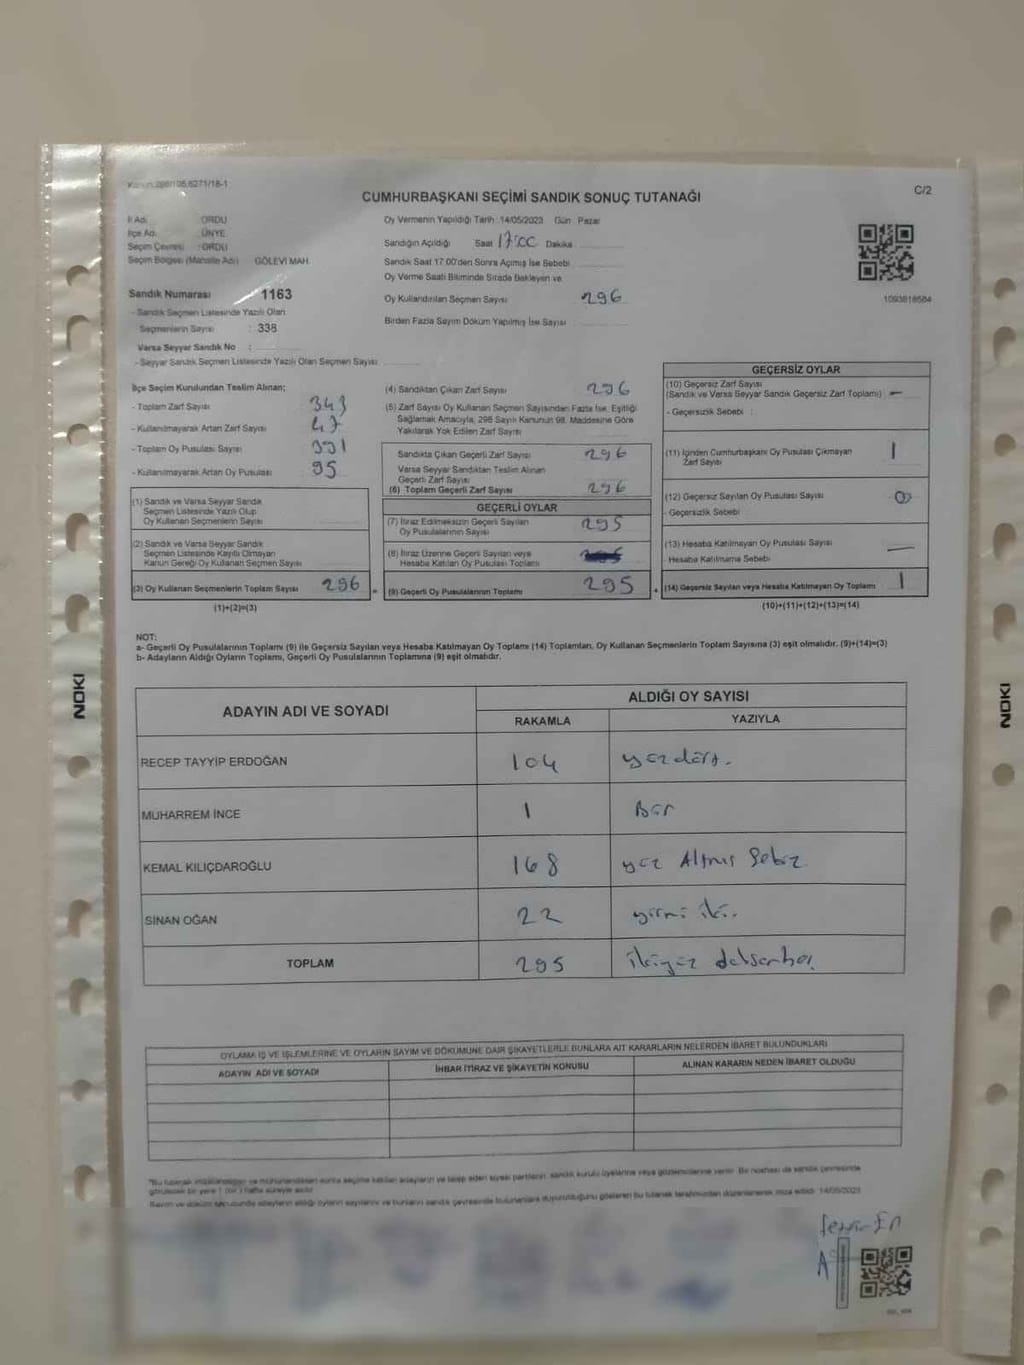 CUMHURBAŞKANI SEÇİMİ SANDIK SONUÇ TUTANAĞI
C/2
İl Adı : ORDU
İlçe Adı : ÜNYE
Seçim Çevresi : ORDU
Seçim Bölgesi (Mahalle Adı) GÖLEVİ MAH.
Sandık Numarası 1163
- Sandık Seçmen Listesinde Yazılı Olan
Seçmenlerin Sayısı : 338
Varsa Seyyar Sandık No :
- Seyyar Sandık Seçmen Listesinde Yazılı Olan Seçmen Sayısı
Oy Vermenin Yapıldığı Tarih : 14/05/2023 Gün : Pazar
Sandığın Açıldığı Saat 17:00 Dakika
Sandık Saat 17:00'den Sonra Açılmış İse Sebebi
Oy Verme Saati Bitiminde Sırada Bekleyen ve
Oy Kullandırılan Seçmen Sayısı 296
Birden Fazla Sayım Döküm Yapılmış İse Sayısı
1093818584
İlçe Seçim Kurulundan Teslim Alınan;
- Toplam Zarf Sayısı 343
- Kullanılmayarak Artan Zarf Sayısı 47
- Toplam Oy Pusulası Sayısı 391
- Kullanılmayarak Artan Oy Pusulası 95
(1) Sandık ve Varsa Seyyar Sandık
Seçmen Listesinde Yazılı Olup
Oy Kullanan Seçmenlerin Sayısı
(2) Sandık ve Varsa Seyyar Sandık
Seçmen Listesinde Kayıtlı Olmayan
Kanun Gereği Oy Kullanan Seçmen Sayısı
(3) Oy Kullanan Seçmenlerin Toplam Sayısı 296
(1)+(2)=(3)
(4) Sandıktan Çıkan Zarf Sayısı 296
(5) Zarf Sayısı Oy Kullanan Seçmen Sayısından Fazla İse, Eşitliği
Sağlamak Amacıyla, 298 Sayılı Kanunun 98. Maddesine Göre
Yakılarak Yok Edilen Zarf Sayısı
Sandıkta Çıkan Geçerli Zarf Sayısı 296
Varsa Seyyar Sandıktan Teslim Alınan
Geçerli Zarf Sayısı
(6) Toplam Geçerli Zarf Sayısı 296
GEÇERLİ OYLAR
(7) İtiraz Edilmeksizin Geçerli Sayılan
Oy Pusulalarının Sayısı 295
(8) İtiraz Üzerine Geçerli Sayılan veya
Hesaba Katılan Oy Pusulası Toplamı
(9) Geçerli Oy Pusulalarının Toplamı 295
GEÇERSİZ OYLAR
(10) Geçersiz Zarf Sayısı
(Sandık ve Varsa Seyyar Sandık Geçersiz Zarf Toplamı) —
- Geçersizlik Sebebi :
(11) İçinden Cumhurbaşkanı Oy Pusulası Çıkmayan
Zarf Sayısı 1
(12) Geçersiz Sayılan Oy Pusulası Sayısı 0
- Geçersizlik Sebebi
(13) Hesaba Katılmayan Oy Pusulası Sayısı —
Hesaba Katılmama Sebebi
(14) Geçersiz Sayılan veya Hesaba Katılmayan Oy Toplamı 1
(10)+(11)+(12)+(13)=(14)
NOT:
a- Geçerli Oy Pusulalarının Toplamı (9) ile Geçersiz Sayılan veya Hesaba Katılmayan Oy Toplamı (14) Toplamları, Oy Kullanan Seçmenlerin Toplam Sayısına (3) eşit olmalıdır. (9)+(14)=(3)
b- Adayların Aldığı Oyların Toplamı, Geçerli Oy Pusulalarının Toplamına (9) eşit olmalıdır.
ADAYIN ADI VE SOYADI
ALDIĞI OY SAYISI
RAKAMLA YAZIYLA
RECEP TAYYİP ERDOĞAN 104 yüzdört.
MUHARREM İNCE 1 Bir
KEMAL KILIÇDAROĞLU 168 yüz Altmış Sekiz
SİNAN OĞAN 22 yirmi iki.
TOPLAM 295 ikiyüz doksanbeş
OYLAMA İŞ VE İŞLEMLERİNE VE OYLARIN SAYIM VE DÖKÜMÜNE DAİR ŞİKAYETLERLE BUNLARA AİT KARARLARIN NELERDEN İBARET BULUNDUKLARI
ADAYIN ADI VE SOYADI İHBAR İTİRAZ VE ŞİKAYETİN KONUSU ALINAN KARARIN NEDEN İBARET OLDUĞU
NOKI
NOKI